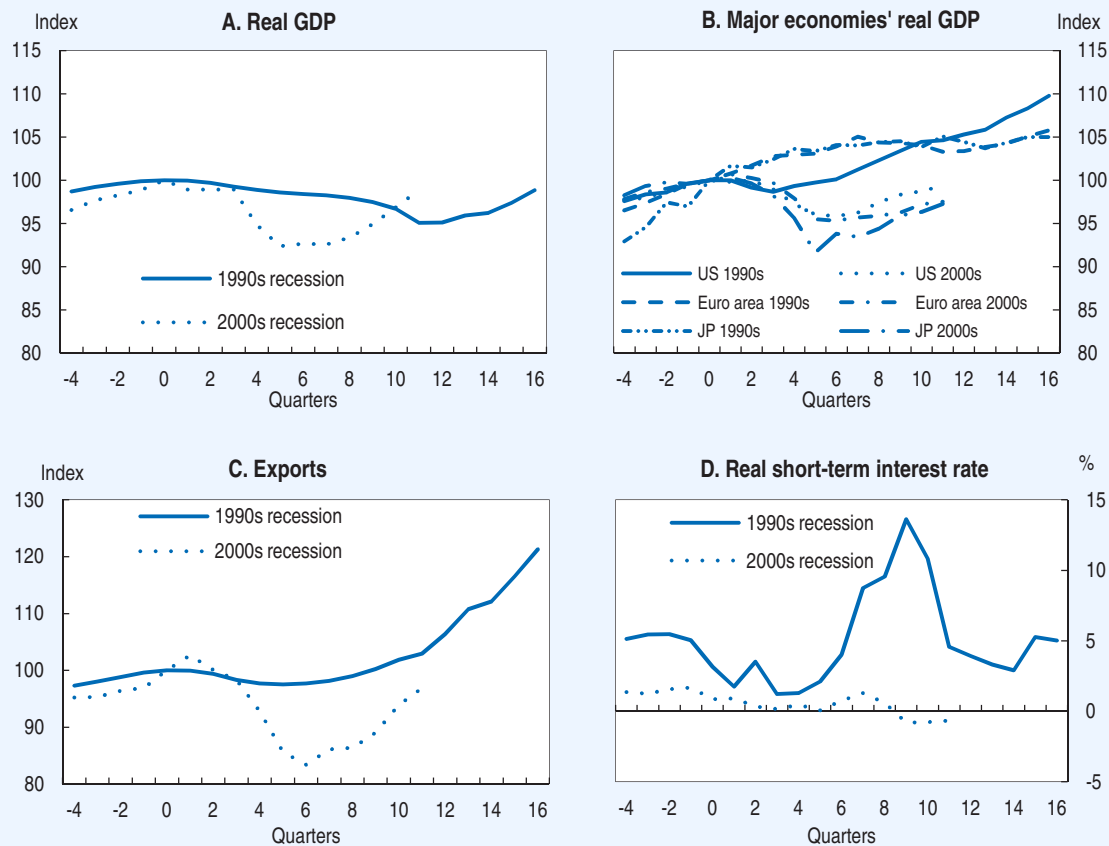 A. Real GDP
Index
115
110
105
100
95
90
85
80
1990s recession
2000s recession
-4 -2 0 2 4 6 8 10 12 14 16
Quarters
B. Major economies' real GDP
Index
115
110
105
100
95
90
85
80
US 1990s US 2000s
Euro area 1990s Euro area 2000s
JP 1990s JP 2000s
-4 -2 0 2 4 6 8 10 12 14 16
Quarters
C. Exports
Index
130
120
110
100
90
80
1990s recession
2000s recession
-4 -2 0 2 4 6 8 10 12 14 16
Quarters
D. Real short-term interest rate
%
15
10
5
0
-5
1990s recession
2000s recession
-4 -2 0 2 4 6 8 10 12 14 16
Quarters